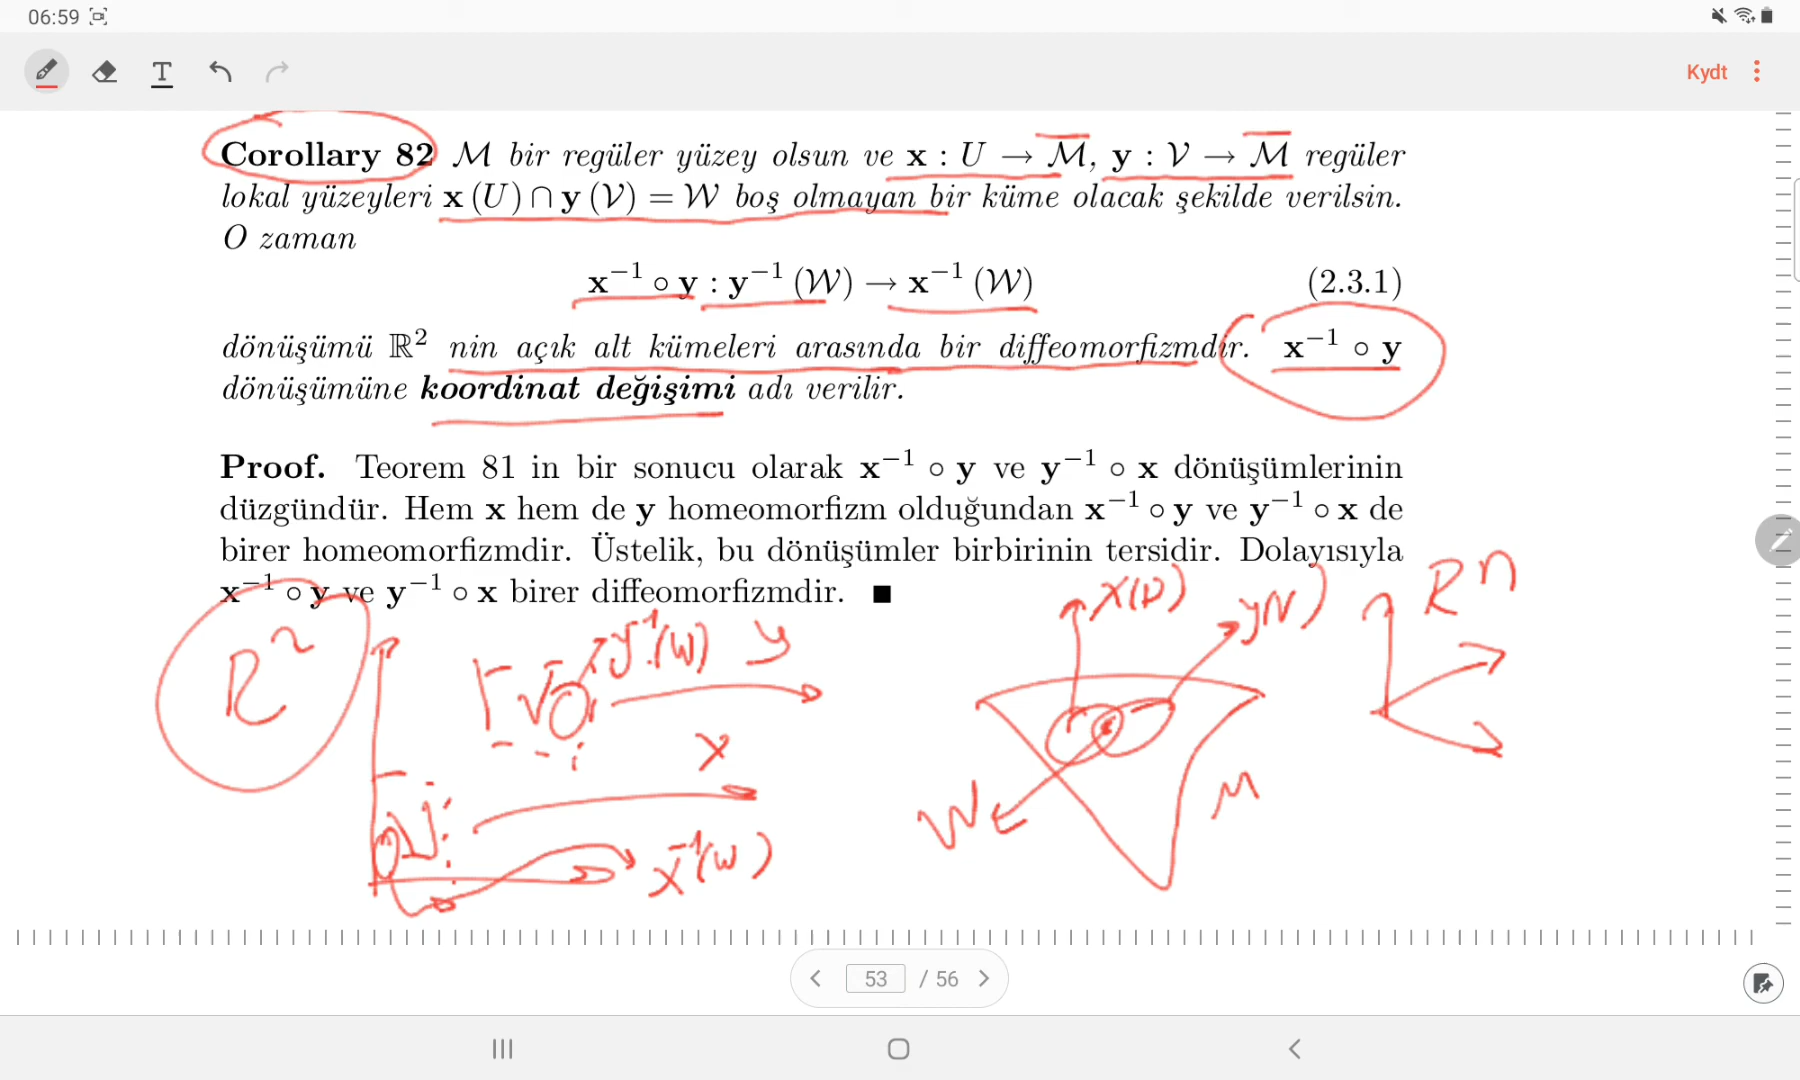 06:59
Kydt
Corollary 82 ℳ bir regüler yüzey olsun ve x : U → ℳ, y : 𝒱 → ℳ regüler
lokal yüzeyleri x (U) ∩ y (𝒱) = 𝒲 boş olmayan bir küme olacak şekilde verilsin.
O zaman
x⁻¹ ∘ y : y⁻¹ (𝒲) → x⁻¹ (𝒲) (2.3.1)
dönüşümü ℝ² nin açık alt kümeleri arasında bir diffeomorfizmdir. x⁻¹ ∘ y
dönüşümüne koordinat değişimi adı verilir.
Proof. Teorem 81 in bir sonucu olarak x⁻¹ ∘ y ve y⁻¹ ∘ x dönüşümlerinin
düzgündür. Hem x hem de y homeomorfizm olduğundan x⁻¹ ∘ y ve y⁻¹ ∘ x de
birer homeomorfizmdir. Üstelik, bu dönüşümler birbirinin tersidir. Dolayısıyla
x⁻¹ ∘ y ve y⁻¹ ∘ x birer diffeomorfizmdir. ■
R² y⁻¹(W) y x(U) y(V) Rⁿ
V x
U x⁻¹(W) W M
53 / 56